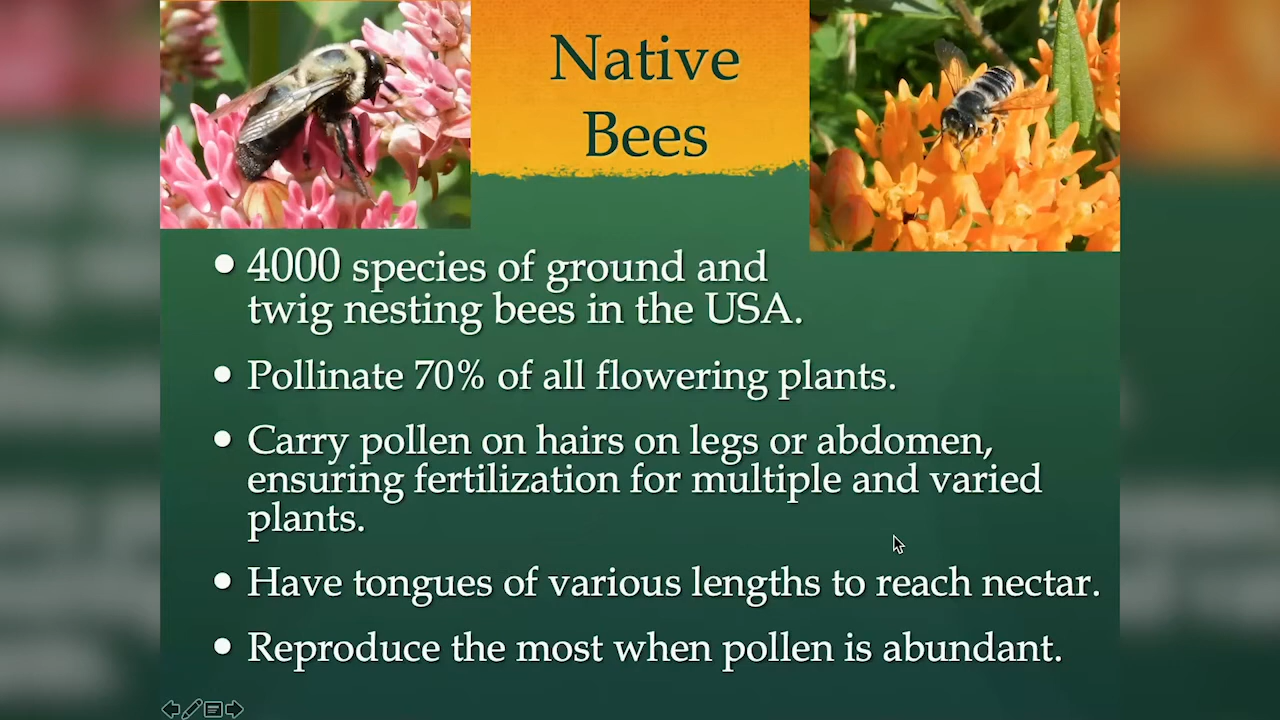 Native
Bees
• 4000 species of ground and
twig nesting bees in the USA.
• Pollinate 70% of all flowering plants.
• Carry pollen on hairs on legs or abdomen,
ensuring fertilization for multiple and varied
plants.
• Have tongues of various lengths to reach nectar.
• Reproduce the most when pollen is abundant.